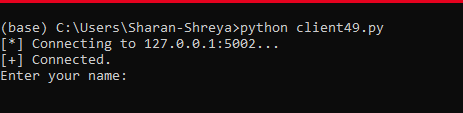 (base) C:\Users\Sharan-Shreya>python client49.py
[*] Connecting to 127.0.0.1:5002...
[+] Connected.
Enter your name: